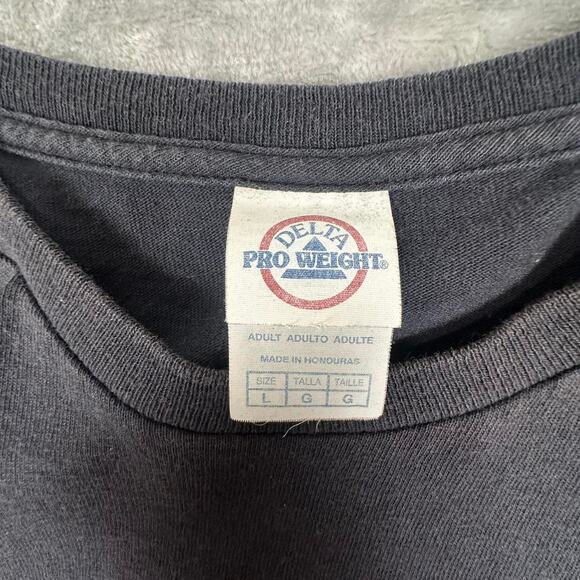 DELTA
PRO WEIGHT®
ADULT ADULTO ADULTE
MADE IN HONDURAS
SIZE TALLA TAILLE
L G G